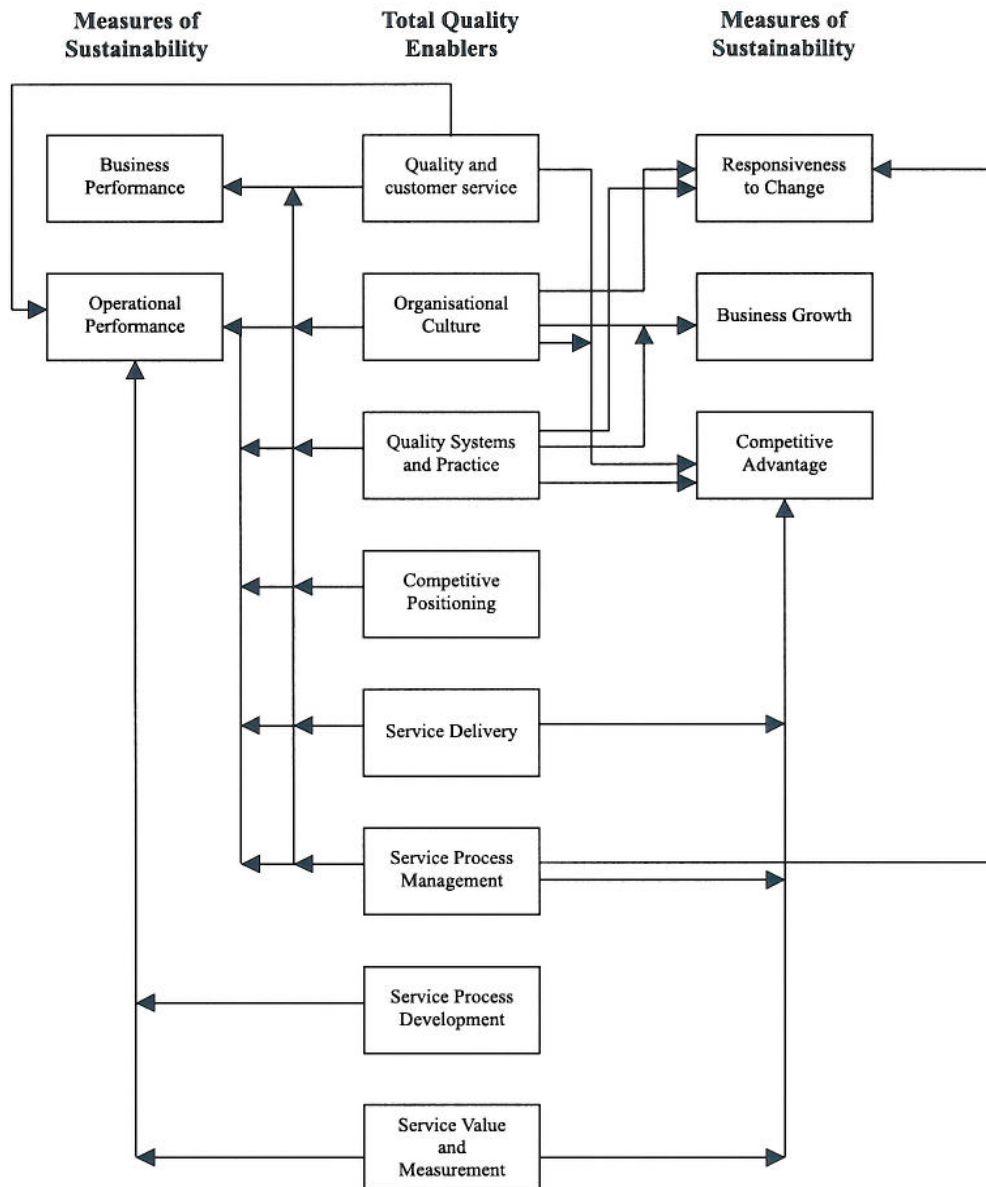 Measures of
Sustainability
Total Quality
Enablers
Measures of
Sustainability
Business
Performance
Quality and
customer service
Responsiveness
to Change
Operational
Performance
Organisational
Culture
Business Growth
Quality Systems
and Practice
Competitive
Advantage
Competitive
Positioning
Service Delivery
Service Process
Management
Service Process
Development
Service Value
and
Measurement